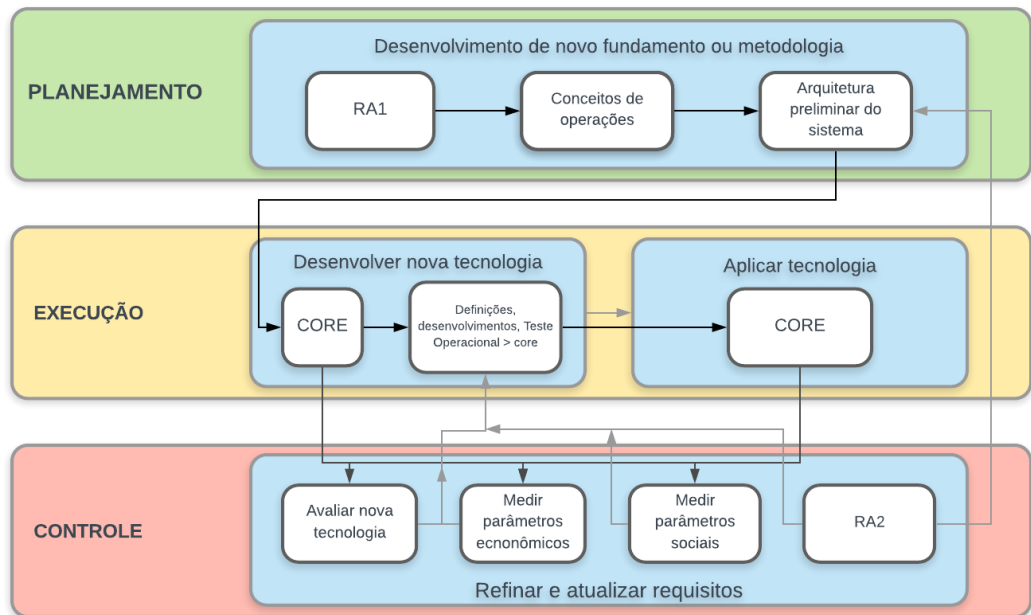 Desenvolvimento de novo fundamento ou metodologia
PLANEJAMENTO
RA1
Conceitos de
operações
Arquitetura
preliminar do
sistema
Desenvolver nova tecnologia
Aplicar tecnologia
EXECUÇÃO
CORE
Definições,
desenvolvimentos, Teste
Operacional > core
CORE
CONTROLE
Avaliar nova
tecnologia
Medir
parâmetros
ecnonômicos
Medir
parâmetros
sociais
RA2
Refinar e atualizar requisitos